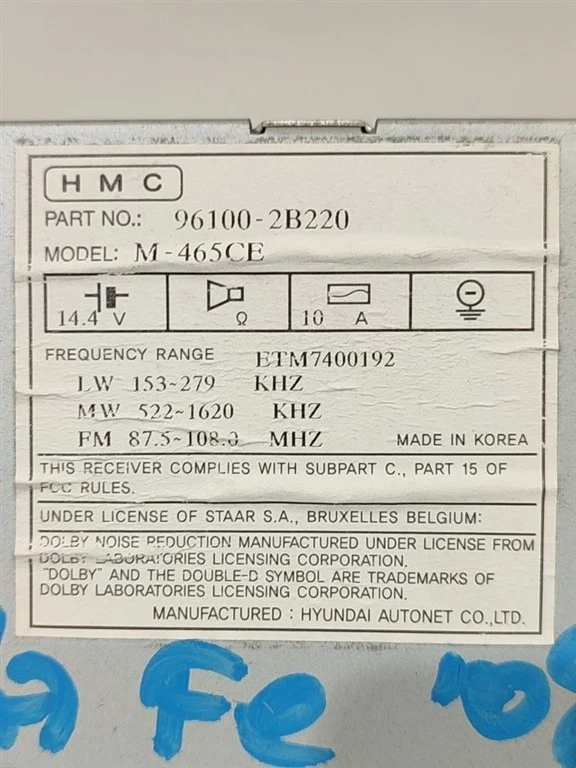 HMC
PART NO.: 96100-2B220
MODEL: M-465CE
14.4 V Ω 10 A
FREQUENCY RANGE ETM7400192
LW 153~279 KHZ
MW 522~1620 KHZ
FM 87.5~108.0 MHZ MADE IN KOREA
THIS RECEIVER COMPLIES WITH SUBPART C., PART 15 OF
FCC RULES.
UNDER LICENSE OF STAAR S.A., BRUXELLES BELGIUM:
DOLBY NOISE REDUCTION MANUFACTURED UNDER LICENSE FROM
DOLBY LABORATORIES LICENSING CORPORATION.
"DOLBY" AND THE DOUBLE-D SYMBOL ARE TRADEMARKS OF
DOLBY LABORATORIES LICENSING CORPORATION.
MANUFACTURED : HYUNDAI AUTONET CO.,LTD.
Fe